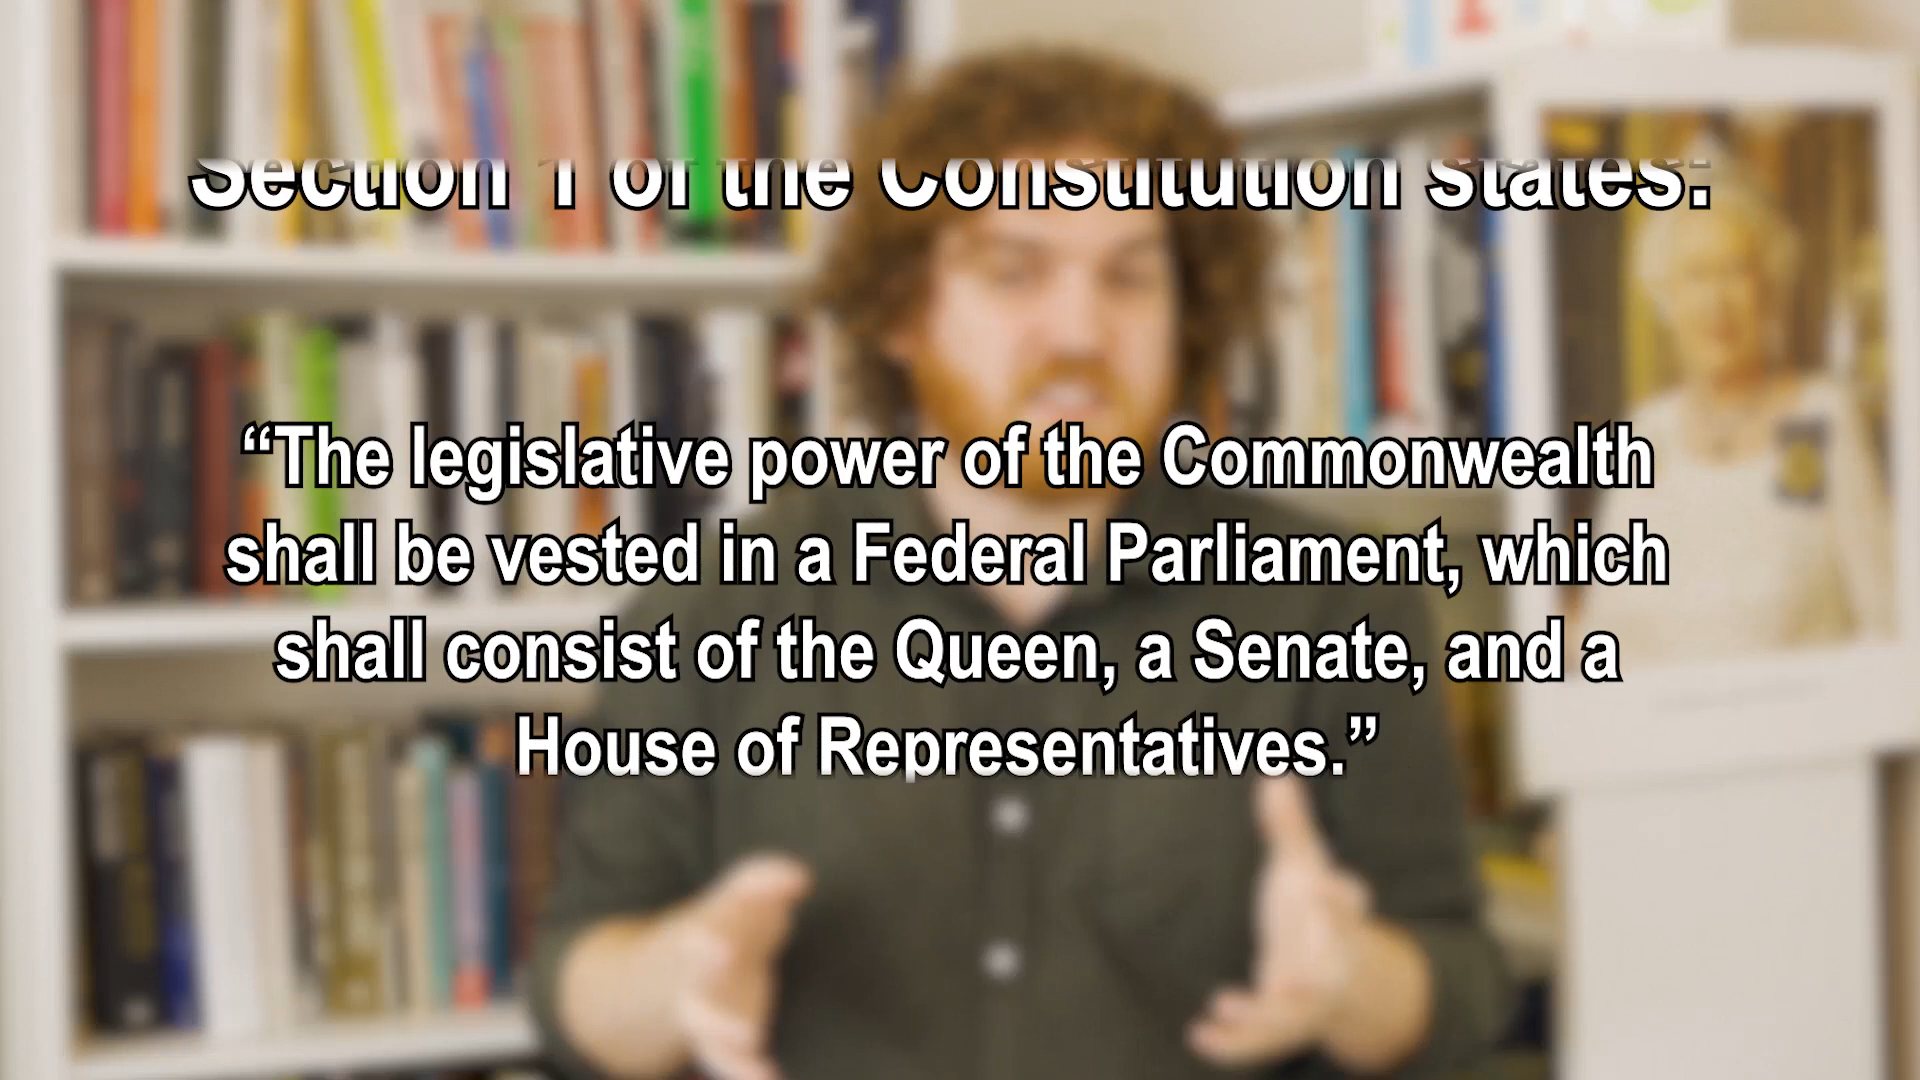 Section 1 of the Constitution states:
“The legislative power of the Commonwealth
shall be vested in a Federal Parliament, which
shall consist of the Queen, a Senate, and a
House of Representatives.”